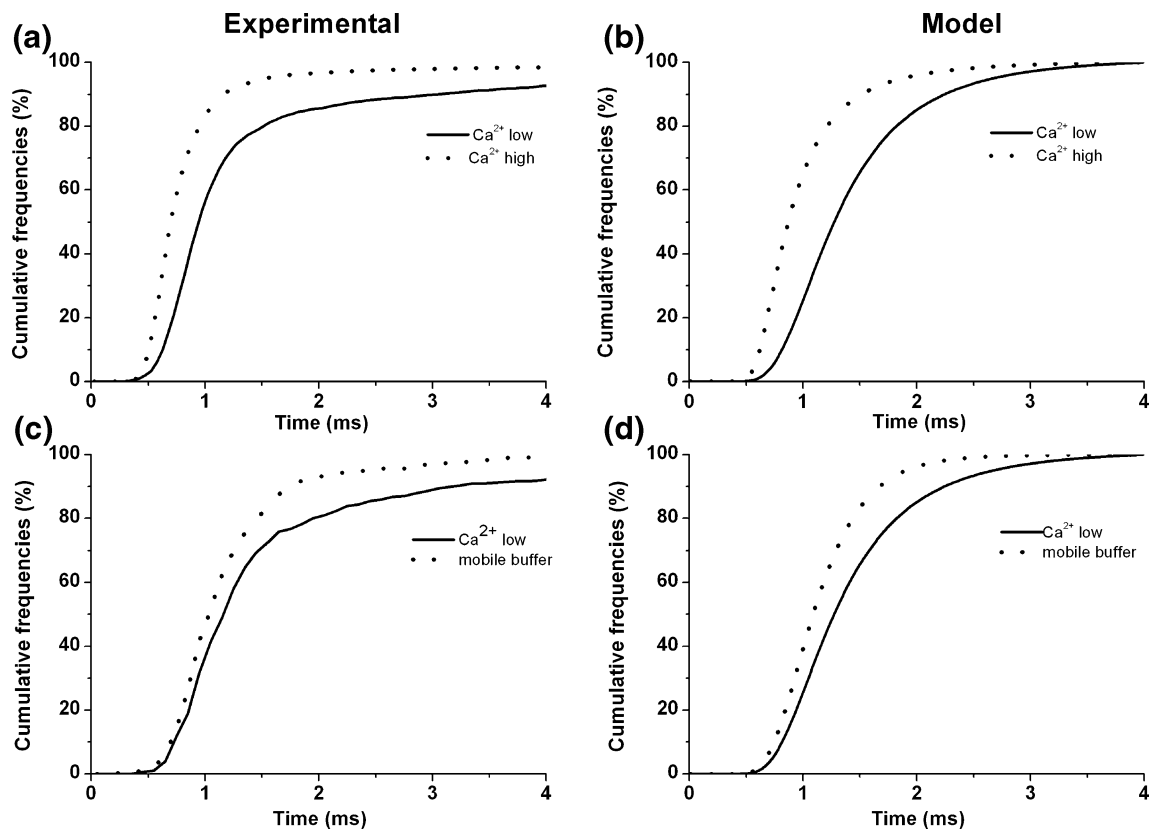 Experimental
Model
(a)
Cumulative frequencies (%)
100
80
60
40
20
0
Ca²⁺ low
Ca²⁺ high
0 1 2 3 4
Time (ms)
(b)
Cumulative frequencies (%)
100
80
60
40
20
0
Ca²⁺ low
Ca²⁺ high
0 1 2 3 4
Time (ms)
(c)
Cumulative frequencies (%)
100
80
60
40
20
0
Ca²⁺ low
mobile buffer
0 1 2 3 4
Time (ms)
(d)
Cumulative frequencies (%)
100
80
60
40
20
0
Ca²⁺ low
mobile buffer
0 1 2 3 4
Time (ms)